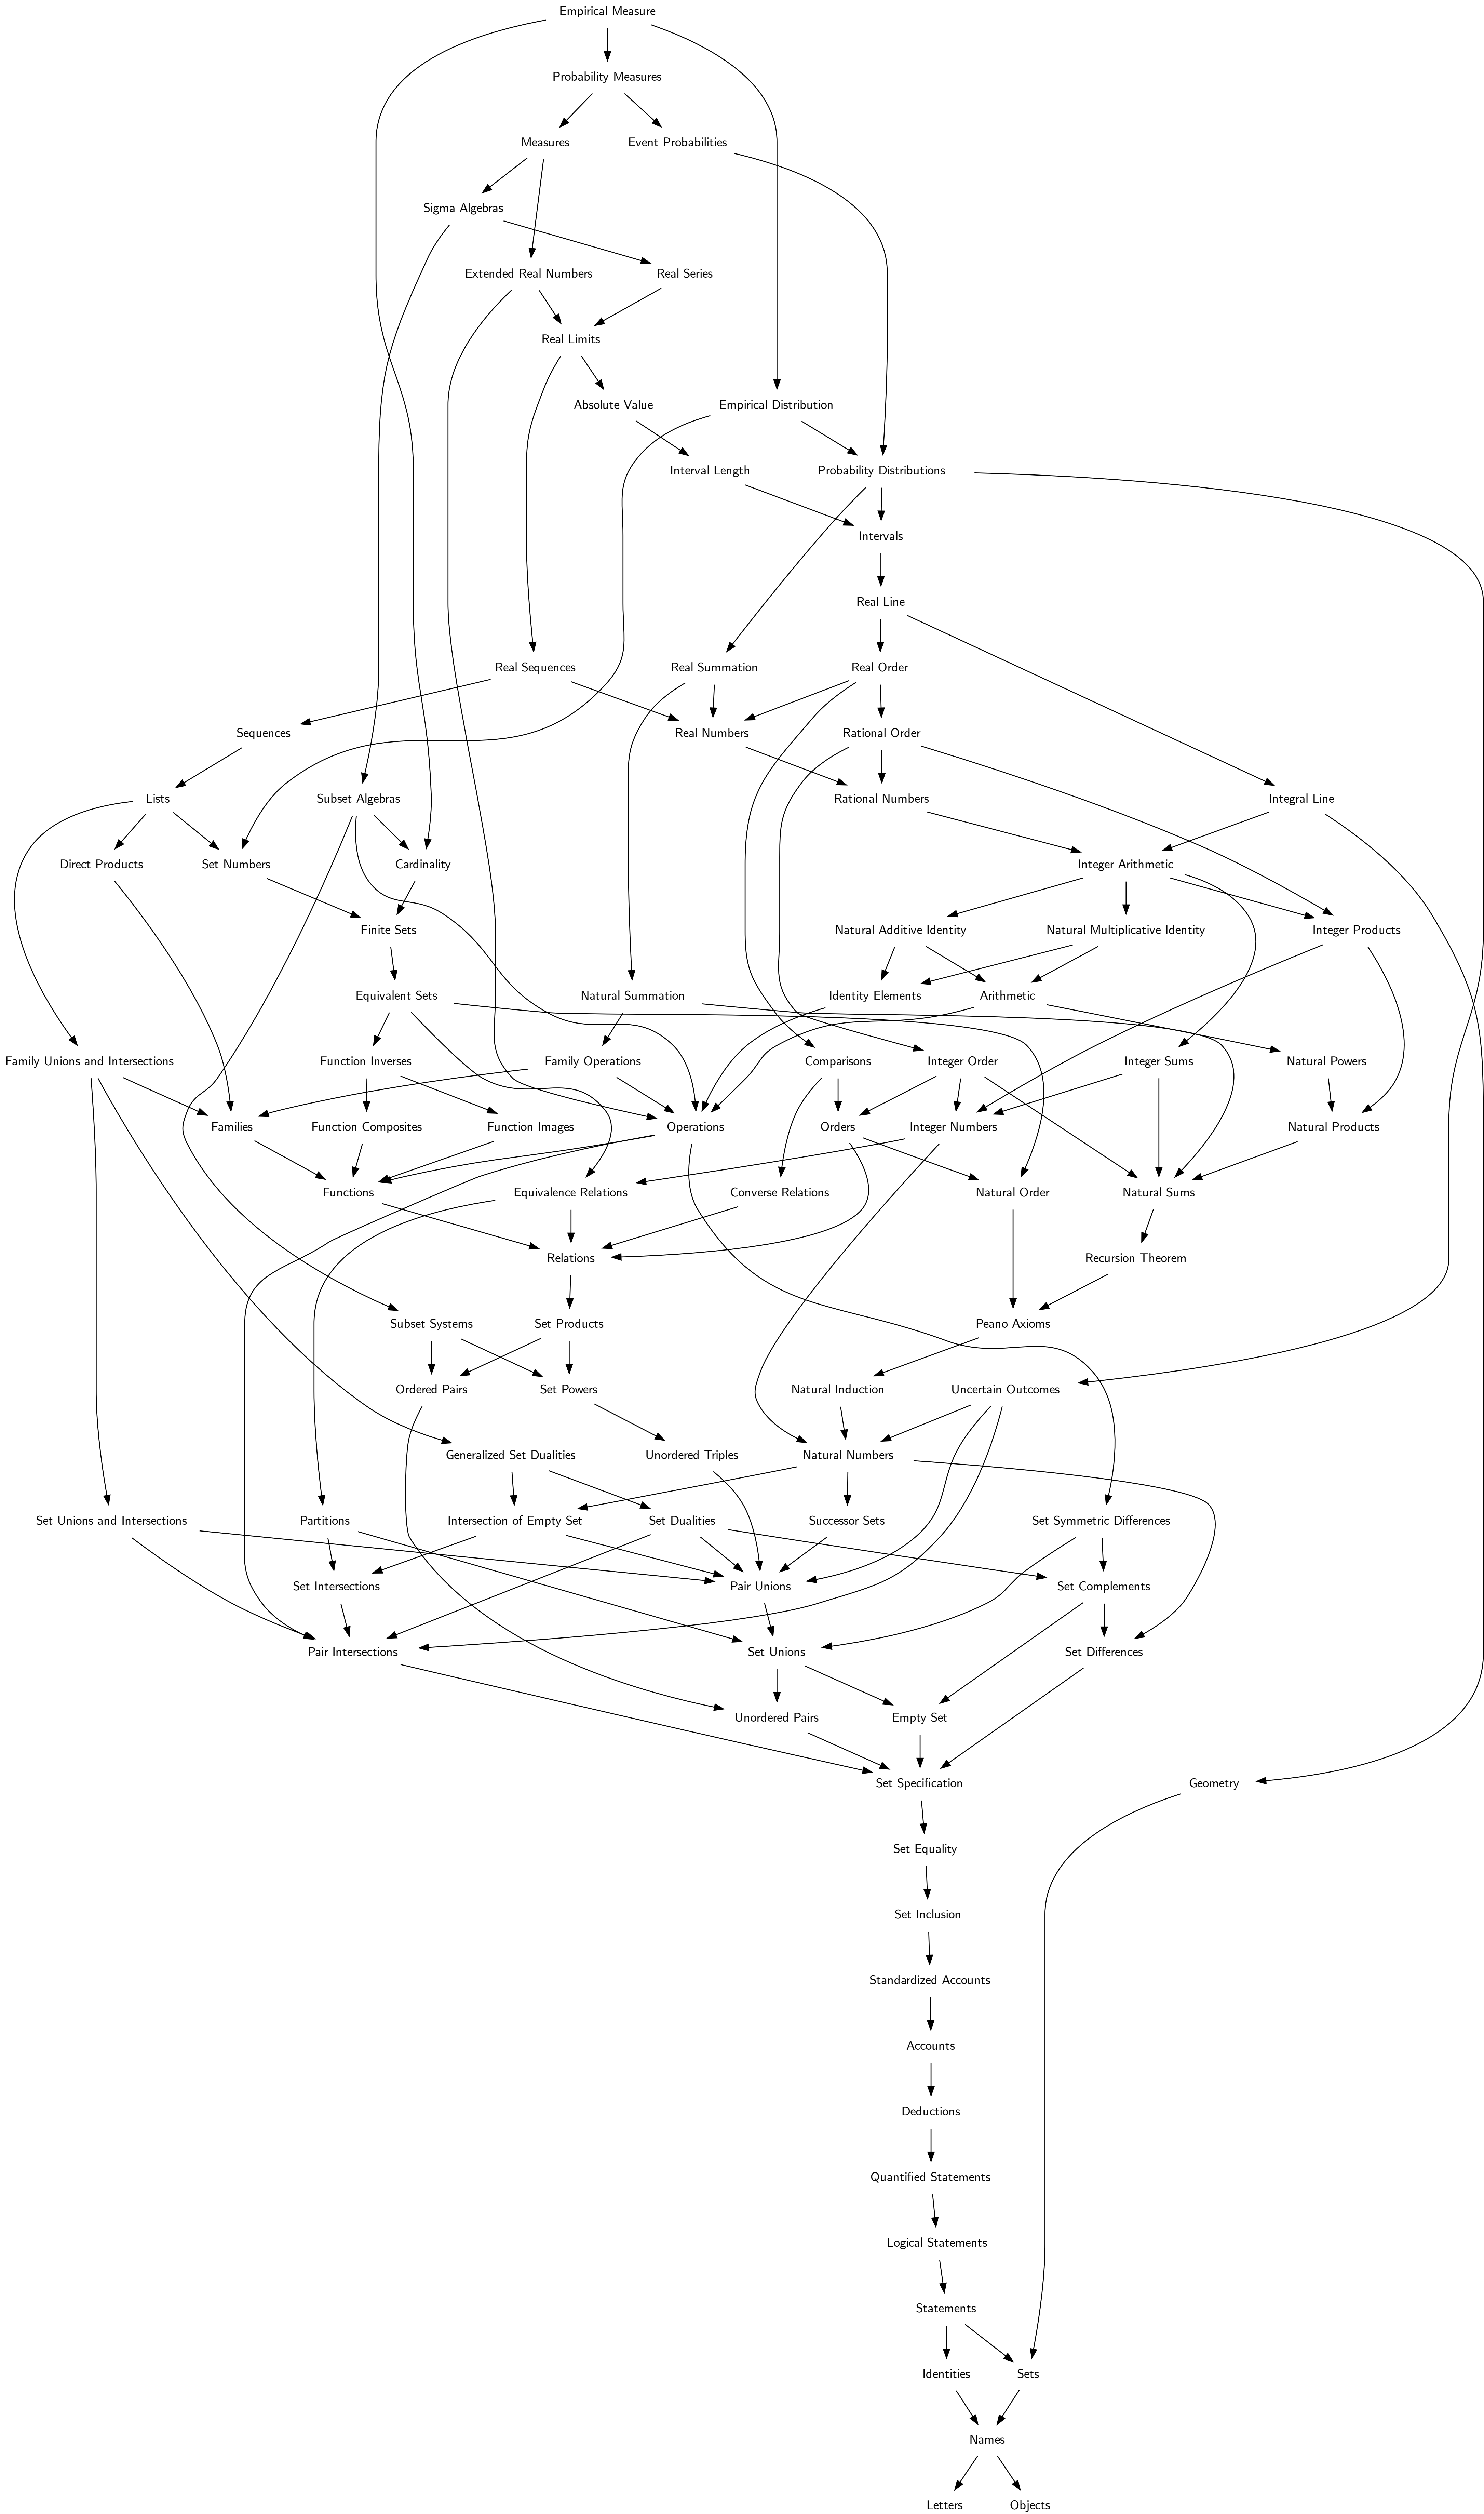 Empirical Measure
Probability Measures
Measures
Event Probabilities
Sigma Algebras
Extended Real Numbers
Real Series
Real Limits
Absolute Value
Empirical Distribution
Interval Length
Probability Distributions
Intervals
Real Line
Real Sequences
Real Summation
Real Order
Sequences
Real Numbers
Rational Order
Lists
Subset Algebras
Rational Numbers
Integral Line
Direct Products
Set Numbers
Cardinality
Integer Arithmetic
Finite Sets
Natural Additive Identity
Natural Multiplicative Identity
Integer Products
Equivalent Sets
Natural Summation
Identity Elements
Arithmetic
Family Unions and Intersections
Function Inverses
Family Operations
Comparisons
Integer Order
Integer Sums
Natural Powers
Families
Function Composites
Function Images
Operations
Orders
Integer Numbers
Natural Products
Functions
Equivalence Relations
Converse Relations
Natural Order
Natural Sums
Relations
Recursion Theorem
Subset Systems
Set Products
Peano Axioms
Ordered Pairs
Set Powers
Natural Induction
Uncertain Outcomes
Generalized Set Dualities
Unordered Triples
Natural Numbers
Set Unions and Intersections
Partitions
Intersection of Empty Set
Set Dualities
Successor Sets
Set Symmetric Differences
Set Intersections
Pair Unions
Set Complements
Pair Intersections
Set Unions
Set Differences
Unordered Pairs
Empty Set
Set Specification
Geometry
Set Equality
Set Inclusion
Standardized Accounts
Accounts
Deductions
Quantified Statements
Logical Statements
Statements
Identities
Sets
Names
Letters
Objects